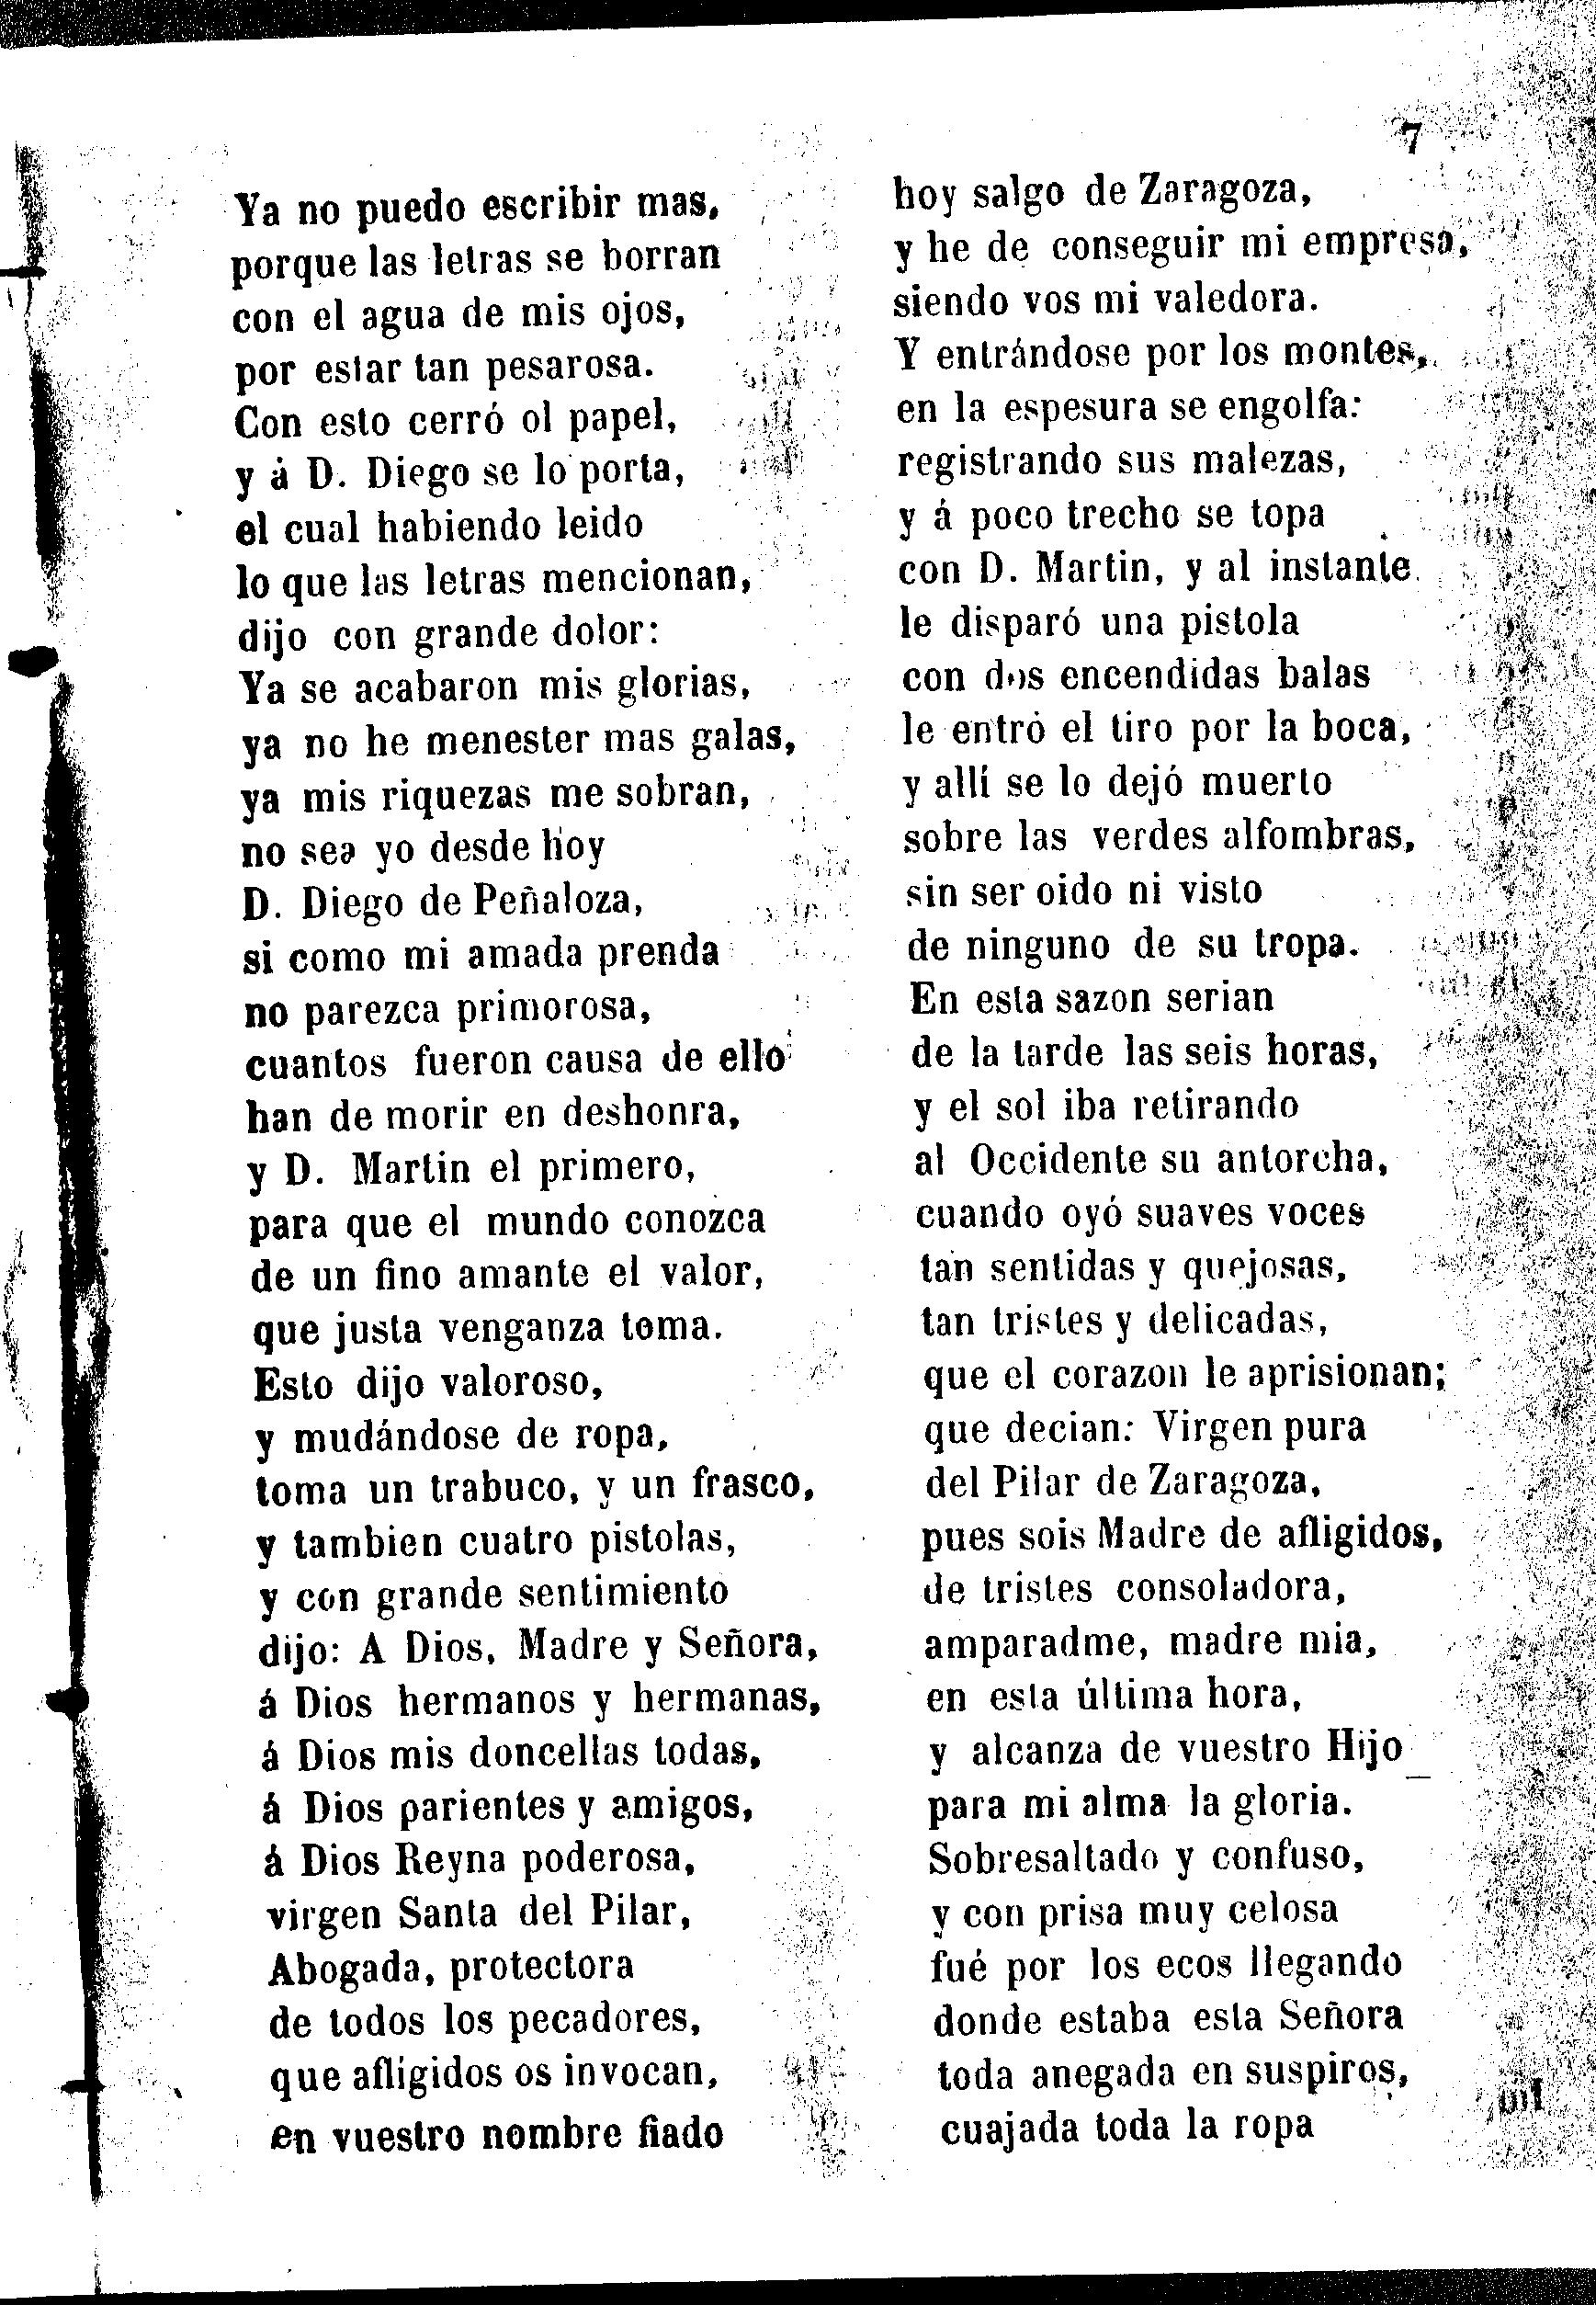 7
Ya no puedo escribir mas,
porque las letras se borran
con el agua de mis ojos,
por estar tan pesarosa.
Con esto cerró ol papel,
y á D. Diego se lo porta,
el cual habiendo leido
lo que las letras mencionan,
dijo con grande dolor:
Ya se acabaron mis glorias,
ya no he menester mas galas,
ya mis riquezas me sobran,
no sea yo desde hoy
D. Diego de Peñaloza,
si como mi amada prenda
no parezca primorosa,
cuantos fueron causa de ello
han de morir en deshonra,
y D. Martin el primero,
para que el mundo conozca
de un fino amante el valor,
que justa venganza toma.
Esto dijo valoroso,
y mudándose de ropa,
toma un trabuco, y un frasco,
y tambien cuatro pistolas,
y con grande sentimiento
dijo: A Dios, Madre y Señora,
á Dios hermanos y hermanas,
á Dios mis doncellas todas,
á Dios parientes y amigos,
á Dios Reyna poderosa,
virgen Santa del Pilar,
Abogada, protectora
de todos los pecadores,
que afligidos os invocan,
en vuestro nombre fiado
hoy salgo de Zaragoza,
y he de conseguir mi empresa,
siendo vos mi valedora.
Y entrándose por los montes,
en la espesura se engolfa:
registrando sus malezas,
y á poco trecho se topa
con D. Martin, y al instante
le disparó una pistola
con dos encendidas balas
le entró el tiro por la boca,
y allí se lo dejó muerto
sobre las verdes alfombras,
sin ser oido ni visto
de ninguno de su tropa.
En esta sazon serian
de la tarde las seis horas,
y el sol iba retirando
al Occidente su antorcha,
cuando oyó suaves voces
tan sentidas y quejosas,
tan tristes y delicadas,
que el corazon le aprisionan;
que decian: Virgen pura
del Pilar de Zaragoza,
pues sois Madre de afligidos,
de tristes consoladora,
amparadme, madre mia,
en esta última hora,
y alcanza de vuestro Hijo
para mi alma la gloria.
Sobresaltado y confuso,
y con prisa muy celosa
fué por los ecos llegando
donde estaba esta Señora
toda anegada en suspiros,
cuajada toda la ropa